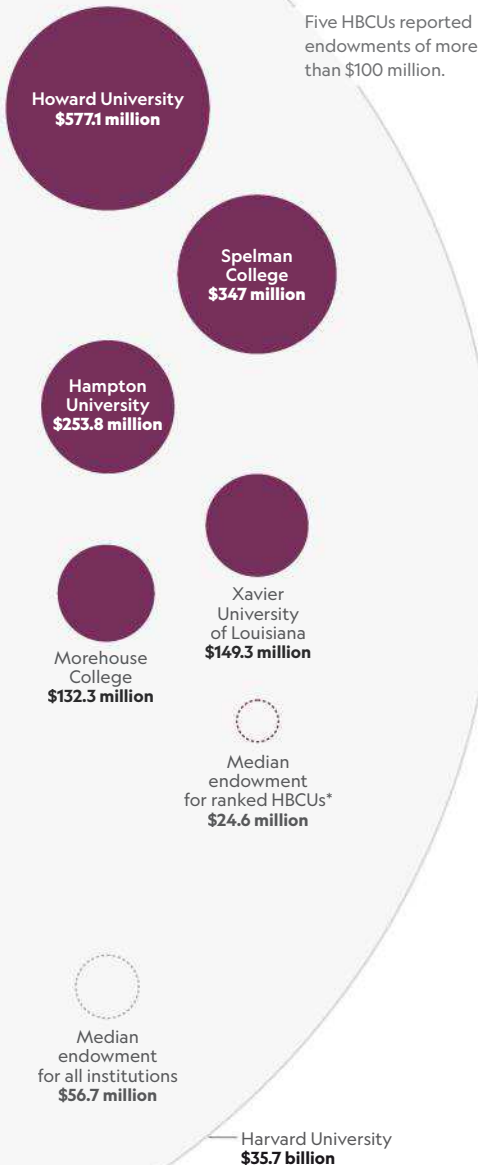 Five HBCUs reported
endowments of more
than $100 million.
Howard University
$577.1 million
Spelman
College
$347 million
Hampton
University
$253.8 million
Xavier
University
of Louisiana
$149.3 million
Morehouse
College
$132.3 million
Median
endowment
for ranked HBCUs*
$24.6 million
Median
endowment
for all institutions
$56.7 million
Harvard University
$35.7 billion